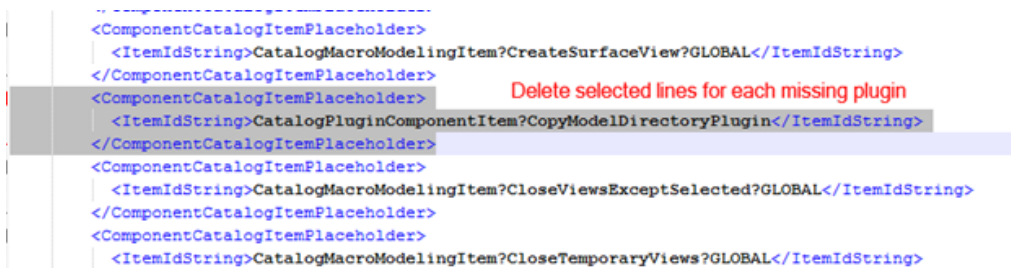 <ComponentCatalogItemPlaceholder>
<ItemIdString>CatalogMacroModelingItem?CreateSurfaceView?GLOBAL</ItemIdString>
</ComponentCatalogItemPlaceholder>
Delete selected lines for each missing plugin
<ComponentCatalogItemPlaceholder>
<ItemIdString>CatalogPluginComponentItem?CopyModelDirectoryPlugin</ItemIdString>
</ComponentCatalogItemPlaceholder>
<ComponentCatalogItemPlaceholder>
<ItemIdString>CatalogMacroModelingItem?CloseViewsExceptSelected?GLOBAL</ItemIdString>
</ComponentCatalogItemPlaceholder>
<ComponentCatalogItemPlaceholder>
<ItemIdString>CatalogMacroModelingItem?CloseTemporaryViews?GLOBAL</ItemIdString>